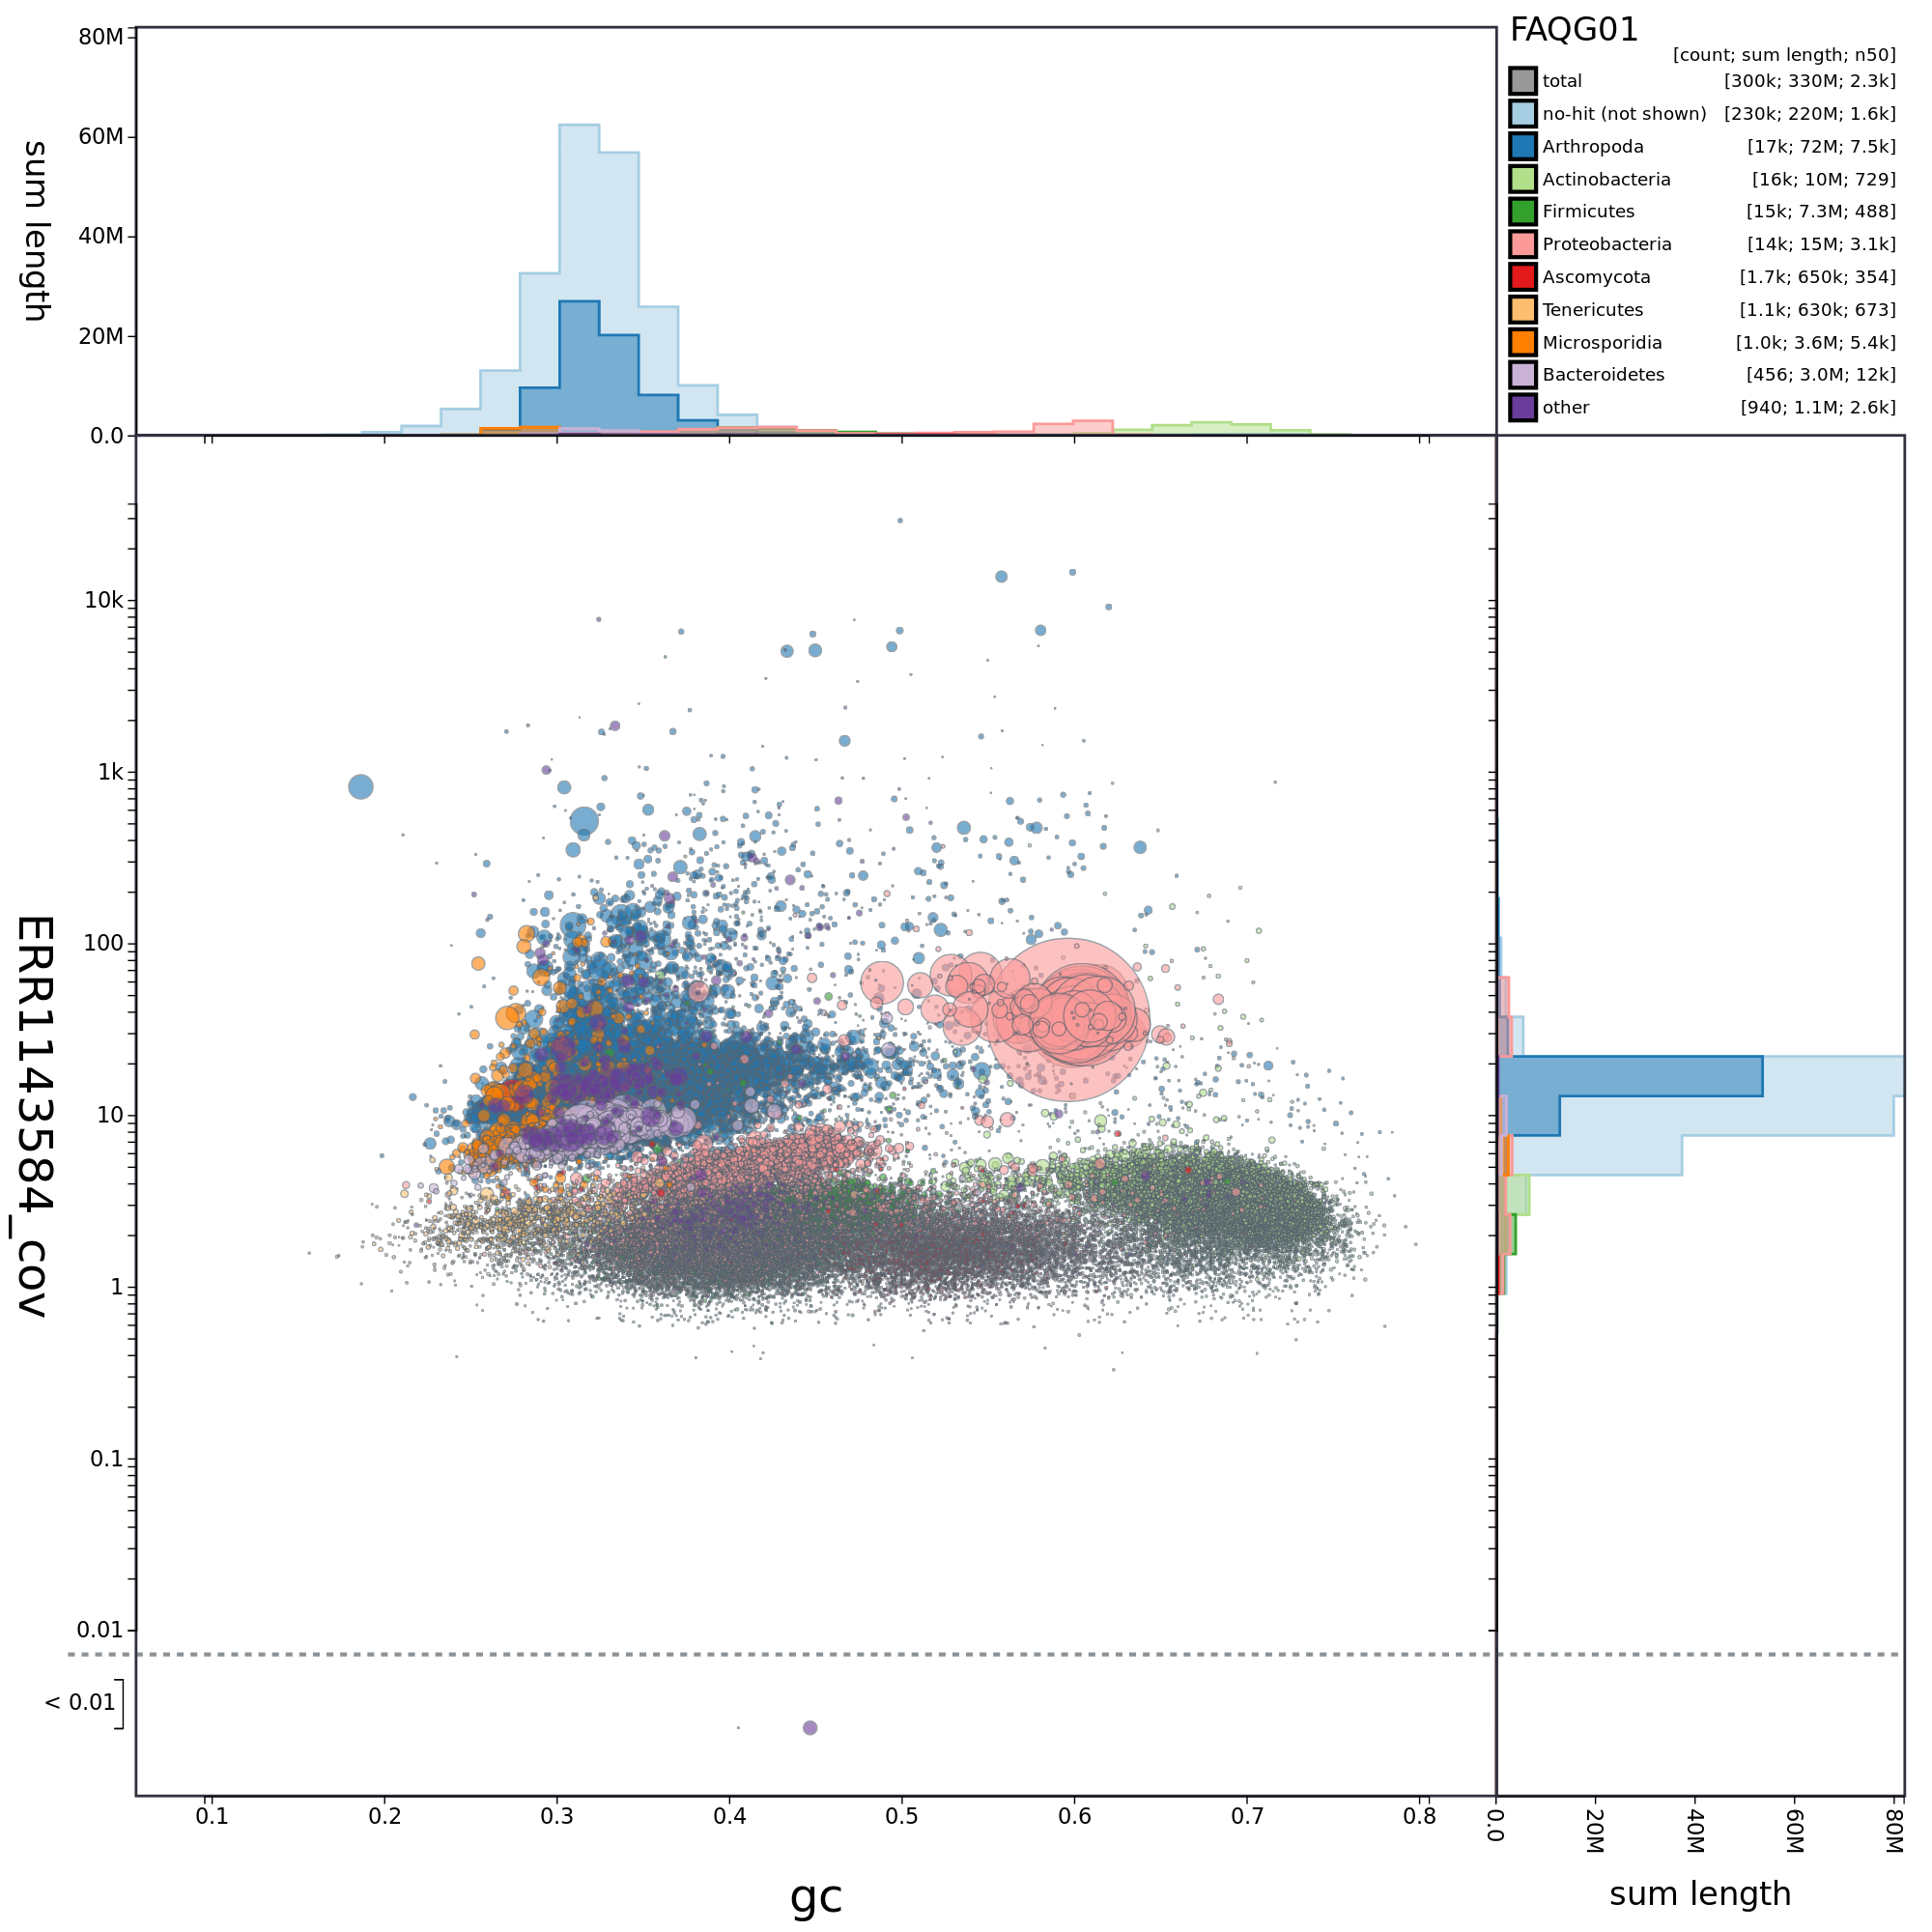 FAQG01
[count; sum length; n50]
total [300k; 330M; 2.3k]
no-hit (not shown) [230k; 220M; 1.6k]
Arthropoda [17k; 72M; 7.5k]
Actinobacteria [16k; 10M; 729]
Firmicutes [15k; 7.3M; 488]
Proteobacteria [14k; 15M; 3.1k]
Ascomycota [1.7k; 650k; 354]
Tenericutes [1.1k; 630k; 673]
Microsporidia [1.0k; 3.6M; 5.4k]
Bacteroidetes [456; 3.0M; 12k]
other [940; 1.1M; 2.6k]
sum length
80M
60M
40M
20M
0.0
ERR1143584_cov
10k
1k
100
10
1
0.1
0.01
< 0.01
0.1 0.2 0.3 0.4 0.5 0.6 0.7 0.8
gc
0.0 20M 40M 60M 80M
sum length